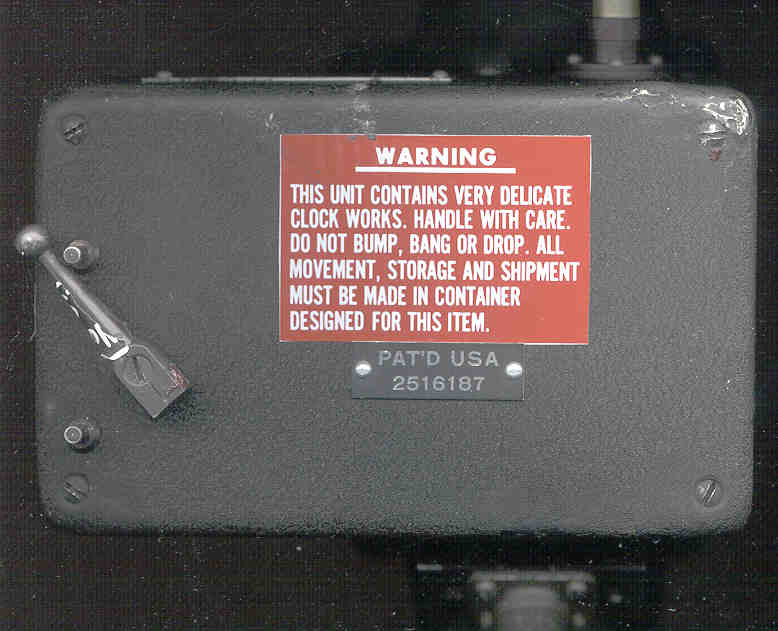 WARNING
THIS UNIT CONTAINS VERY DELICATE
CLOCK WORKS. HANDLE WITH CARE.
DO NOT BUMP, BANG OR DROP. ALL
MOVEMENT, STORAGE AND SHIPMENT
MUST BE MADE IN CONTAINER
DESIGNED FOR THIS ITEM.
PAT'D USA
2516187